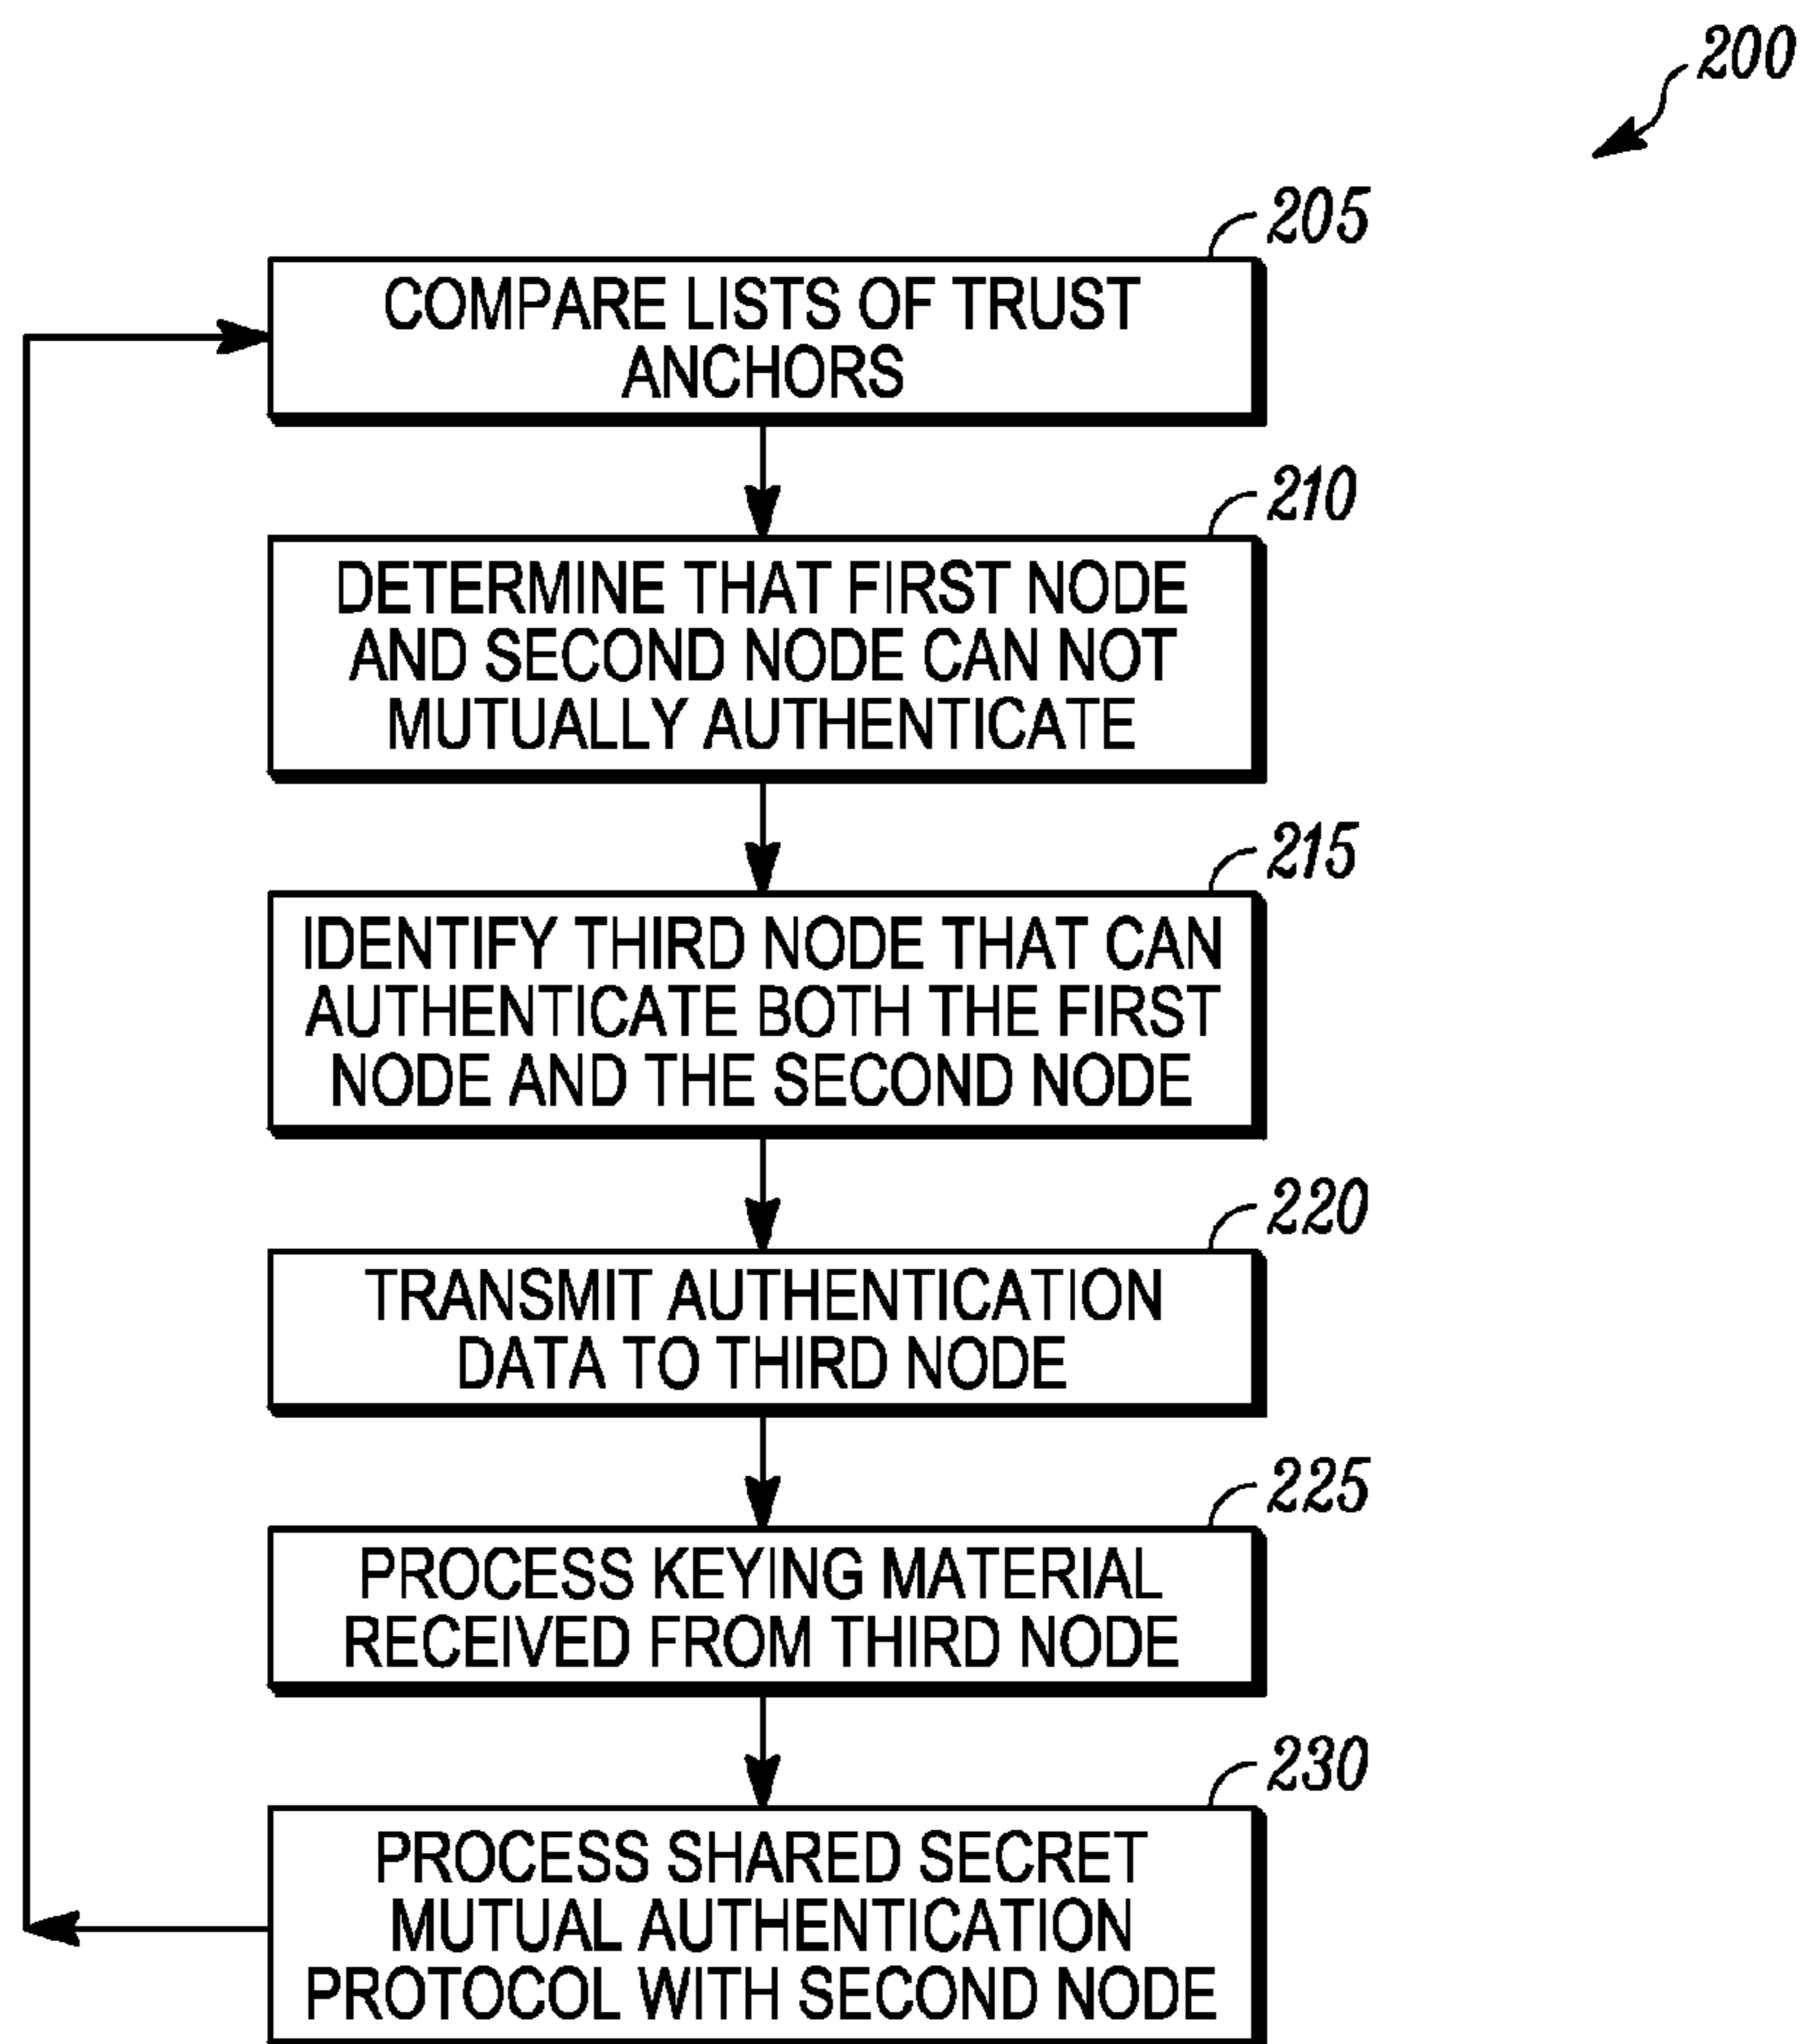 200
205
COMPARE LISTS OF TRUST
ANCHORS
210
DETERMINE THAT FIRST NODE
AND SECOND NODE CAN NOT
MUTUALLY AUTHENTICATE
215
IDENTIFY THIRD NODE THAT CAN
AUTHENTICATE BOTH THE FIRST
NODE AND THE SECOND NODE
220
TRANSMIT AUTHENTICATION
DATA TO THIRD NODE
225
PROCESS KEYING MATERIAL
RECEIVED FROM THIRD NODE
230
PROCESS SHARED SECRET
MUTUAL AUTHENTICATION
PROTOCOL WITH SECOND NODE